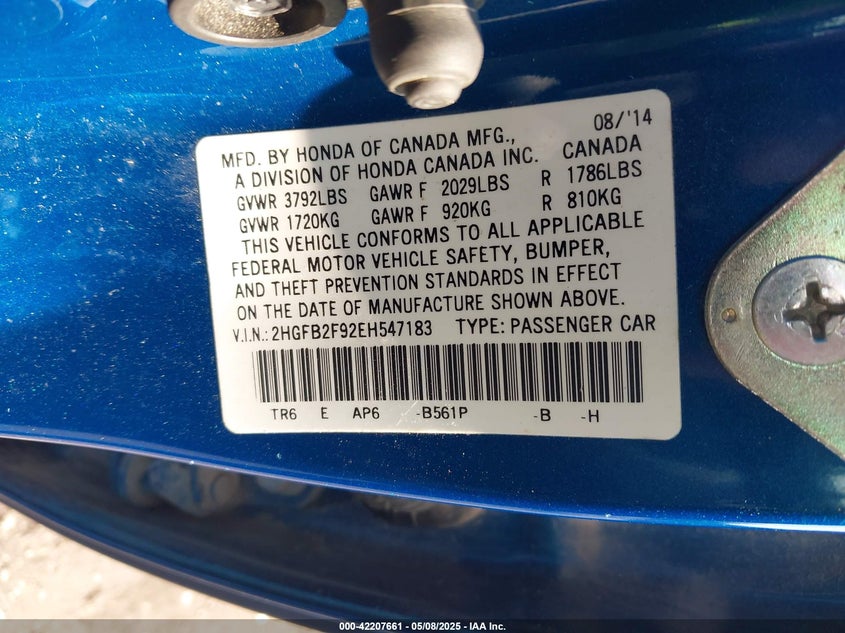 08/'14
MFD. BY HONDA OF CANADA MFG.,
A DIVISION OF HONDA CANADA INC. CANADA
GVWR 3792LBS GAWR F 2029LBS R 1786LBS
GVWR 1720KG GAWR F 920KG R 810KG
THIS VEHICLE CONFORMS TO ALL APPLICABLE
FEDERAL MOTOR VEHICLE SAFETY, BUMPER,
AND THEFT PREVENTION STANDARDS IN EFFECT
ON THE DATE OF MANUFACTURE SHOWN ABOVE.
V.I.N.: 2HGFB2F92EH547183 TYPE: PASSENGER CAR
TR6 E AP6 -B561P -B -H
000-42207661 - 05/08/2025 - IAA Inc.